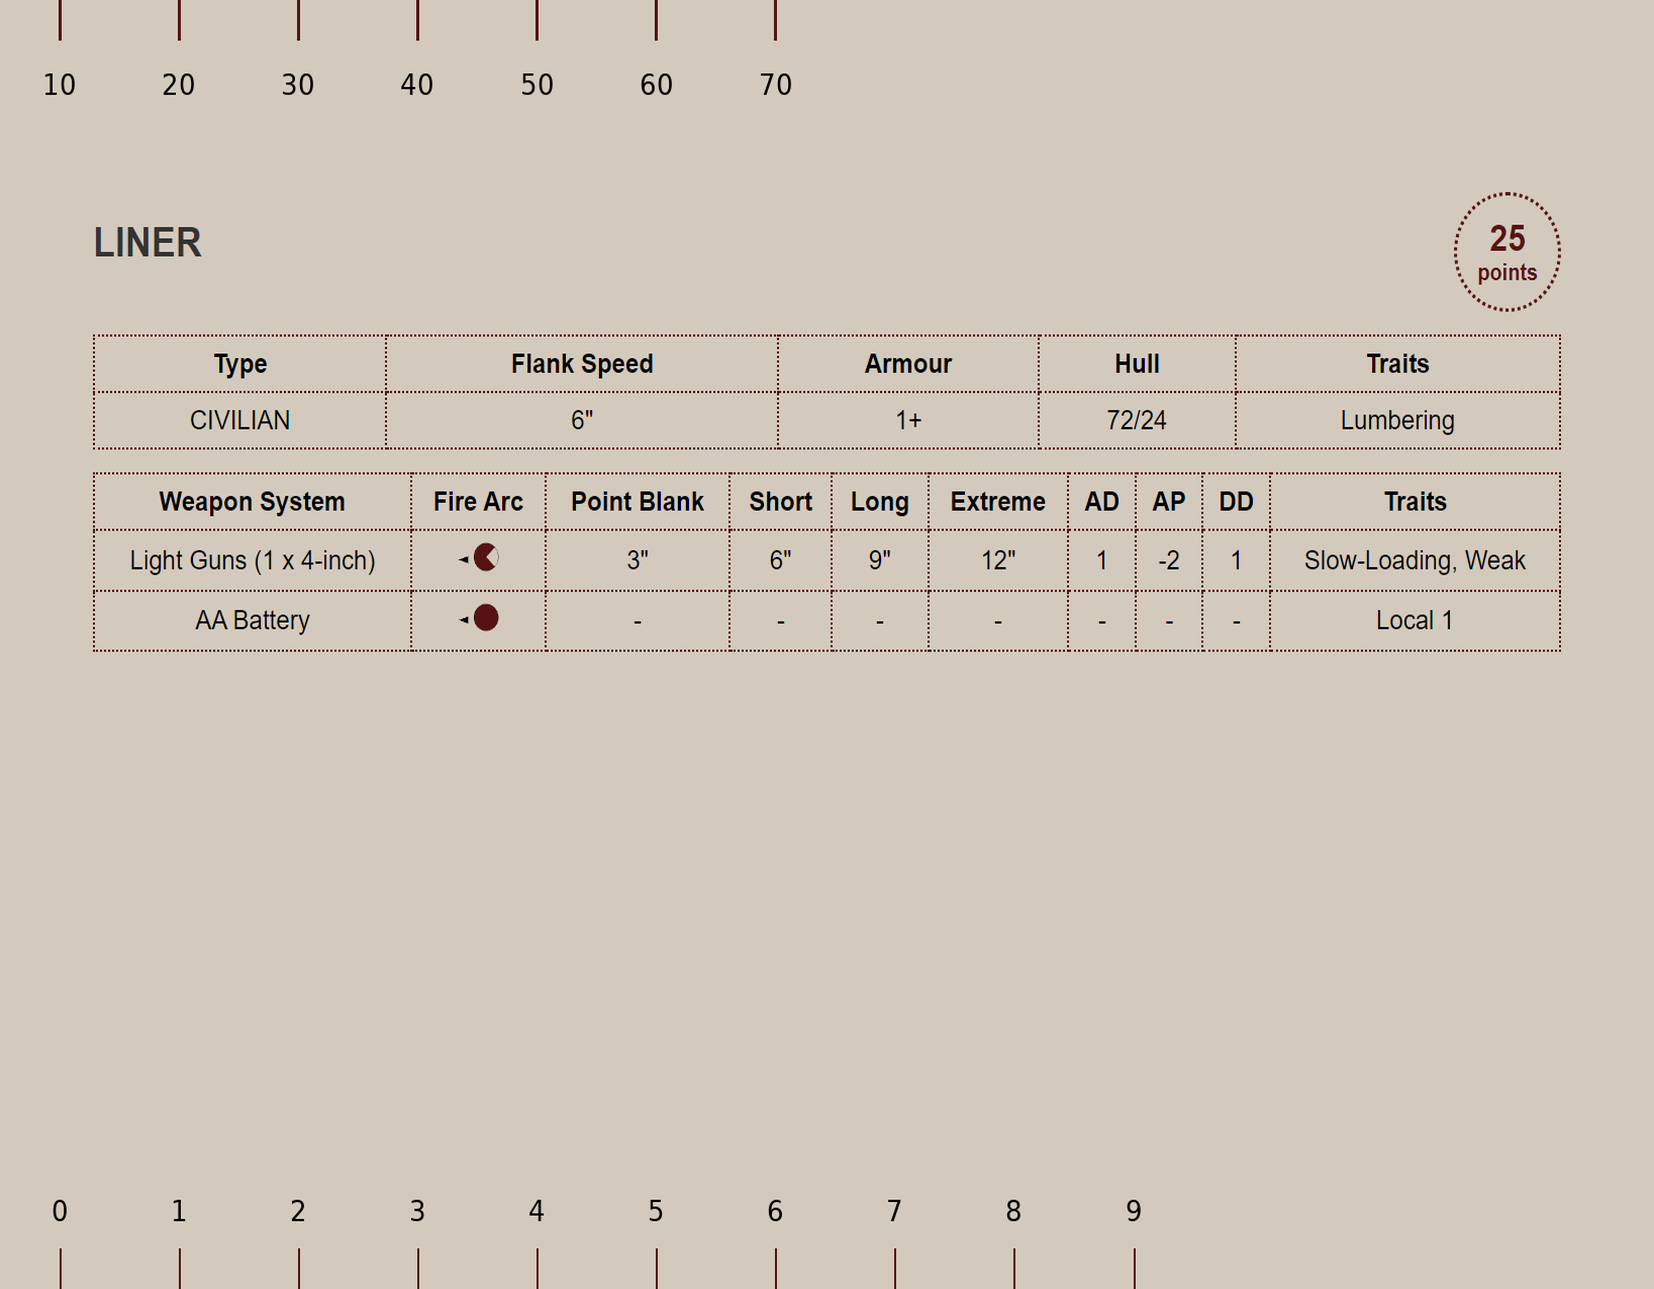 10 20 30 40 50 60 70
LINER
25
points
Type Flank Speed Armour Hull Traits
CIVILIAN 6" 1+ 72/24 Lumbering
Weapon System Fire Arc Point Blank Short Long Extreme AD AP DD Traits
Light Guns (1 x 4-inch) 3" 6" 9" 12" 1 -2 1 Slow-Loading, Weak
AA Battery - - - - - - - Local 1
0 1 2 3 4 5 6 7 8 9